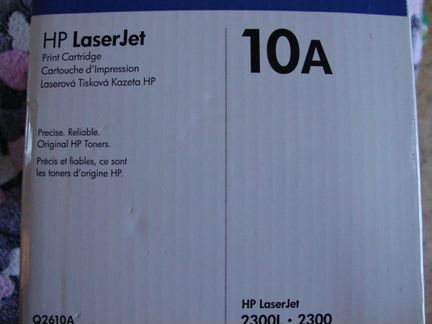 HP LaserJet
Print Cartridge
Cartouche d'Impression
Laserová Tisková Kazeta HP
Precise. Reliable.
Original HP Toners.
Précis et fiables, ce sont
les toners d'origine HP.
Q2610A
10A
HP LaserJet
2300L · 2300